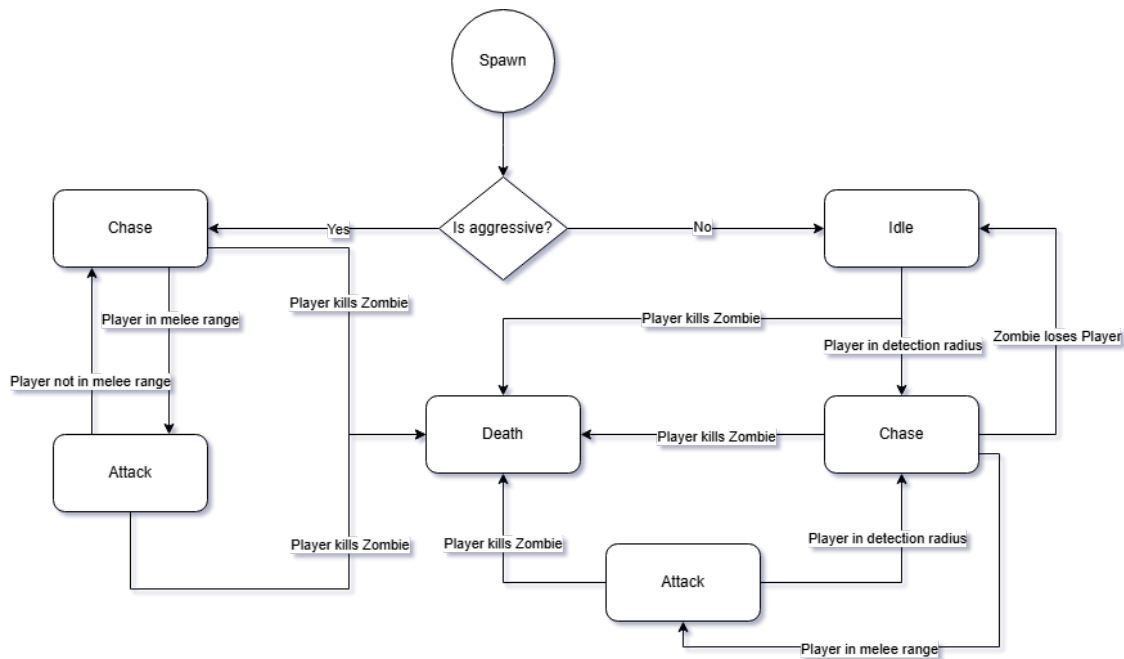 Spawn
Is aggressive?
Yes
No
Chase
Idle
Player kills Zombie
Player in melee range
Player kills Zombie
Player in detection radius
Zombie loses Player
Player not in melee range
Death
Player kills Zombie
Chase
Attack
Player kills Zombie
Player kills Zombie
Player in detection radius
Attack
Player in melee range